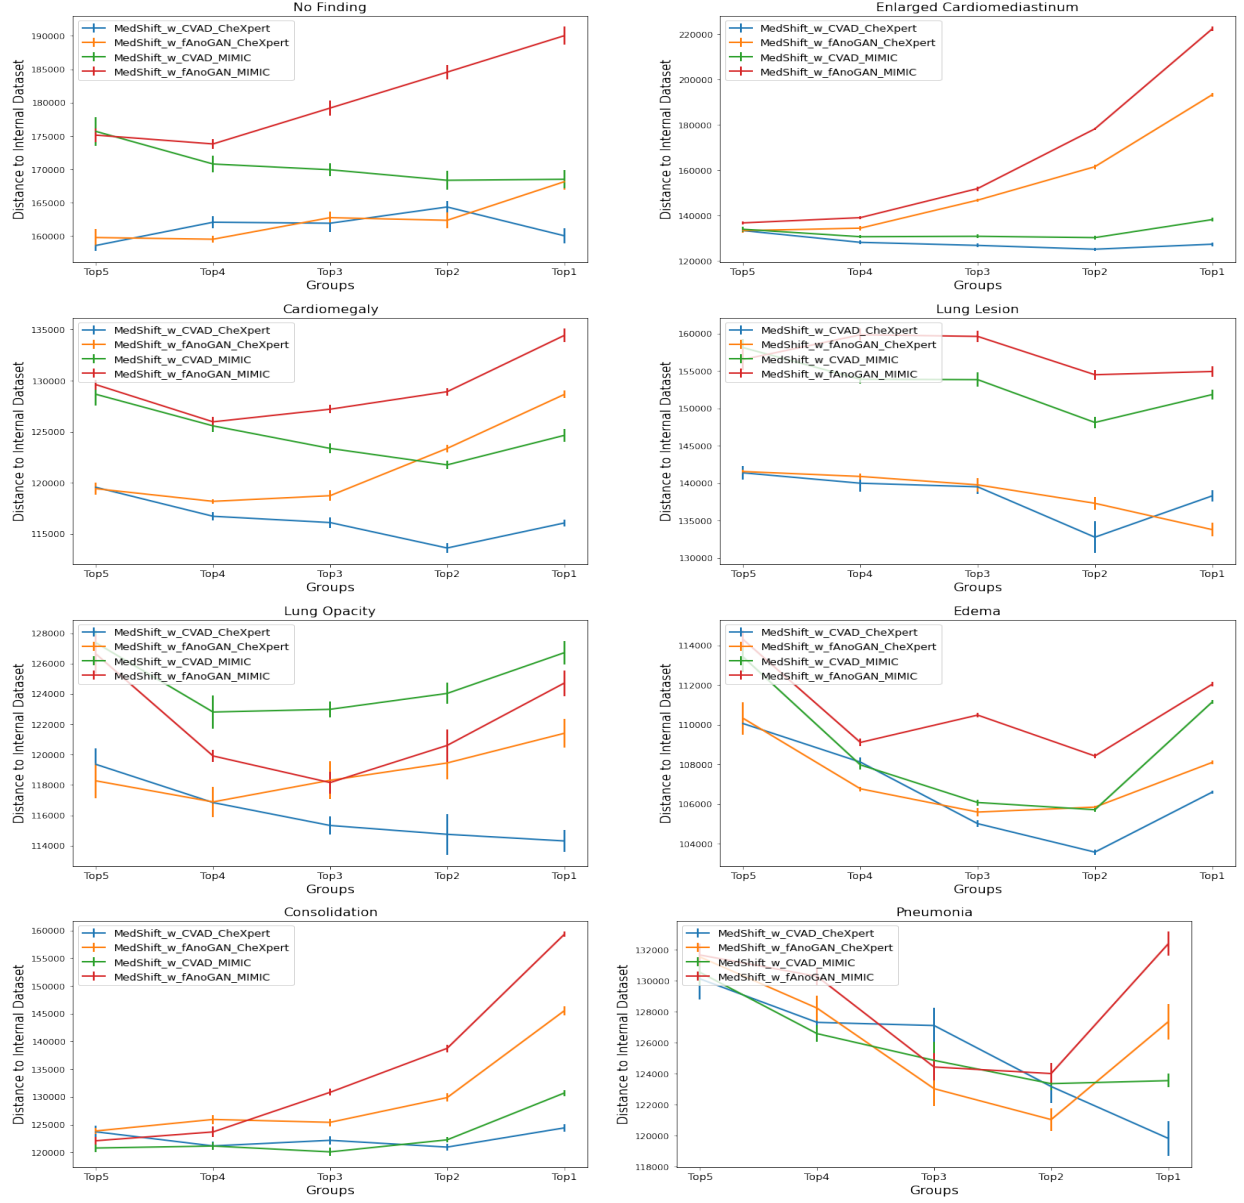 No Finding
MedShift_w_CVAD_CheXpert
MedShift_w_fAnoGAN_CheXpert
MedShift_w_CVAD_MIMIC
MedShift_w_fAnoGAN_MIMIC
Distance to Internal Dataset
190000
185000
180000
175000
170000
165000
160000
Top5 Top4 Top3 Top2 Top1
Groups
Enlarged Cardiomediastinum
MedShift_w_CVAD_CheXpert
MedShift_w_fAnoGAN_CheXpert
MedShift_w_CVAD_MIMIC
MedShift_w_fAnoGAN_MIMIC
Distance to Internal Dataset
220000
200000
180000
160000
140000
120000
Top5 Top4 Top3 Top2 Top1
Groups
Cardiomegaly
MedShift_w_CVAD_CheXpert
MedShift_w_fAnoGAN_CheXpert
MedShift_w_CVAD_MIMIC
MedShift_w_fAnoGAN_MIMIC
Distance to Internal Dataset
135000
130000
125000
120000
115000
Top5 Top4 Top3 Top2 Top1
Groups
Lung Lesion
MedShift_w_CVAD_CheXpert
MedShift_w_fAnoGAN_CheXpert
MedShift_w_CVAD_MIMIC
MedShift_w_fAnoGAN_MIMIC
Distance to Internal Dataset
160000
155000
150000
145000
140000
135000
130000
Top5 Top4 Top3 Top2 Top1
Groups
Lung Opacity
MedShift_w_CVAD_CheXpert
MedShift_w_fAnoGAN_CheXpert
MedShift_w_CVAD_MIMIC
MedShift_w_fAnoGAN_MIMIC
Distance to Internal Dataset
128000
126000
124000
122000
120000
118000
116000
114000
Top5 Top4 Top3 Top2 Top1
Groups
Edema
MedShift_w_CVAD_CheXpert
MedShift_w_fAnoGAN_CheXpert
MedShift_w_CVAD_MIMIC
MedShift_w_fAnoGAN_MIMIC
Distance to Internal Dataset
114000
112000
110000
108000
106000
104000
Top5 Top4 Top3 Top2 Top1
Groups
Consolidation
MedShift_w_CVAD_CheXpert
MedShift_w_fAnoGAN_CheXpert
MedShift_w_CVAD_MIMIC
MedShift_w_fAnoGAN_MIMIC
Distance to Internal Dataset
160000
155000
150000
145000
140000
135000
130000
125000
120000
Top5 Top4 Top3 Top2 Top1
Groups
Pneumonia
MedShift_w_CVAD_CheXpert
MedShift_w_fAnoGAN_CheXpert
MedShift_w_CVAD_MIMIC
MedShift_w_fAnoGAN_MIMIC
Distance to Internal Dataset
132000
130000
128000
126000
124000
122000
120000
118000
Top5 Top4 Top3 Top2 Top1
Groups